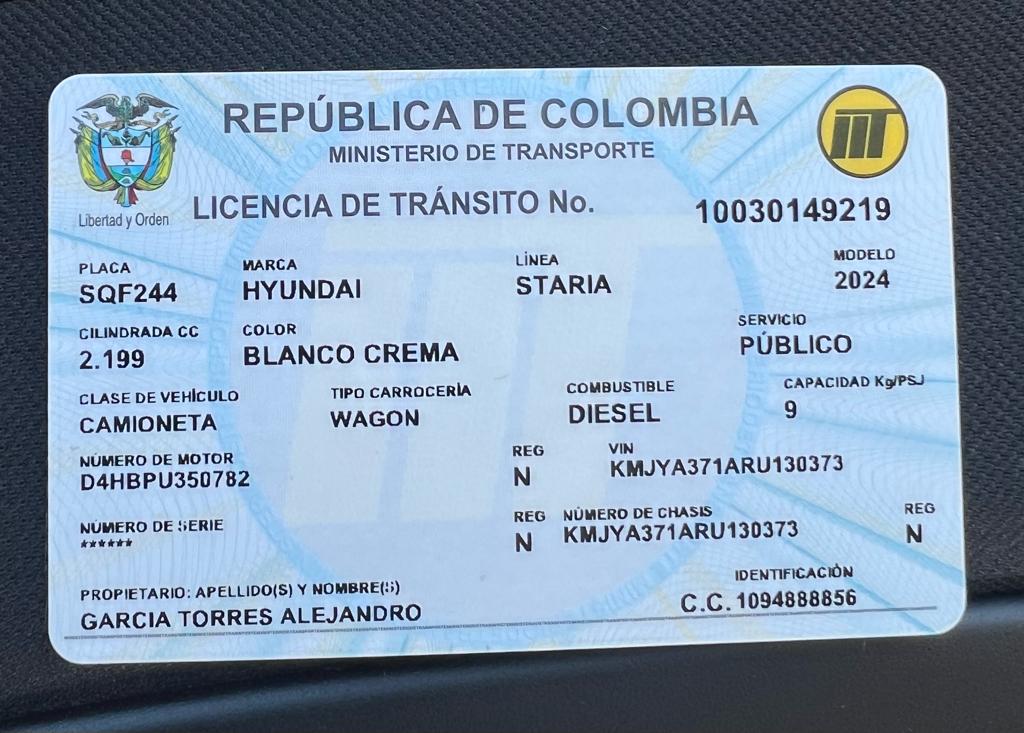 REPÚBLICA DE COLOMBIA
MINISTERIO DE TRANSPORTE
Libertad y Orden
LICENCIA DE TRÁNSITO No. 10030149219
PLACA MARCA LÍNEA MODELO
SQF244 HYUNDAI STARIA 2024
CILINDRADA CC COLOR SERVICIO
2.199 BLANCO CREMA PÚBLICO
CLASE DE VEHÍCULO TIPO CARROCERÍA COMBUSTIBLE CAPACIDAD Kg/PSJ
CAMIONETA WAGON DIESEL 9
NÚMERO DE MOTOR REG VIN
D4HBPU350782 N KMJYA371ARU130373
NÚMERO DE SERIE REG NÚMERO DE CHASIS REG
****** N KMJYA371ARU130373 N
PROPIETARIO: APELLIDO(S) Y NOMBRE(S) IDENTIFICACIÓN
GARCIA TORRES ALEJANDRO C.C. 1094888856